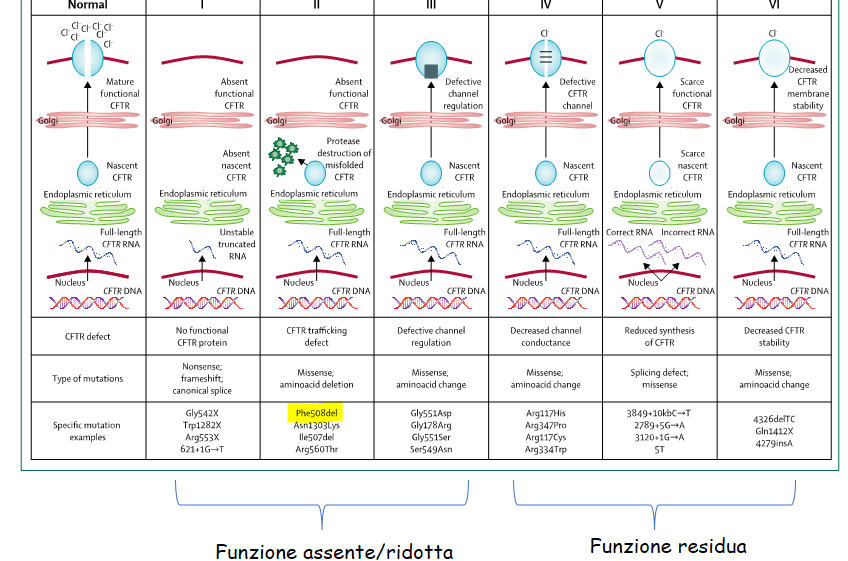 Normal I II III IV V VI
Cl⁻ Cl⁻ Cl⁻ Cl⁻ Cl⁻ Cl⁻ Cl⁻
Mature
functional
CFTR
Golgi
Nascent
CFTR
Endoplasmic reticulum
Full-length
CFTR RNA
Nucleus
CFTR DNA
Absent
functional
CFTR
Golgi
Absent
nascent
CFTR
Endoplasmic reticulum
Unstable
truncated
RNA
Nucleus
CFTR DNA
Absent
functional
CFTR
Golgi
Protease
destruction of
misfolded
CFTR
Endoplasmic reticulum
Full-length
CFTR RNA
Nucleus
CFTR DNA
Defective
channel
regulation
Golgi
Nascent
CFTR
Endoplasmic reticulum
Full-length
CFTR RNA
Nucleus
CFTR DNA
Cl⁻
Defective
CFTR
channel
Golgi
Nascent
CFTR
Endoplasmic reticulum
Full-length
CFTR RNA
Nucleus
CFTR DNA
Cl⁻
Scarce
functional
CFTR
Golgi
Scarce
nascent
CFTR
Endoplasmic reticulum
Correct RNA Incorrect RNA
Nucleus
CFTR DNA
Cl⁻
Decreased
CFTR
membrane
stability
Golgi
Nascent
CFTR
Endoplasmic reticulum
Full-length
CFTR RNA
Nucleus
CFTR DNA
CFTR defect
No functional
CFTR protein
CFTR trafficking
defect
Defective channel
regulation
Decreased channel
conductance
Reduced synthesis
of CFTR
Decreased CFTR
stability
Type of mutations
Nonsense;
frameshift;
canonical splice
Missense;
aminoacid deletion
Missense;
aminoacid change
Missense;
aminoacid change
Splicing defect;
missense
Missense;
aminoacid change
Specific mutation
examples
Gly542X
Trp1282X
Arg553X
621+1G→T
Phe508del
Asn1303Lys
Ile507del
Arg560Thr
Gly551Asp
Gly178Arg
Gly551Ser
Ser549Asn
Arg117His
Arg347Pro
Arg117Cys
Arg334Trp
3849+10kbC→T
2789+5G→A
3120+1G→A
5T
4326delTC
Gln1412X
4279insA
Funzione assente/ridotta
Funzione residua